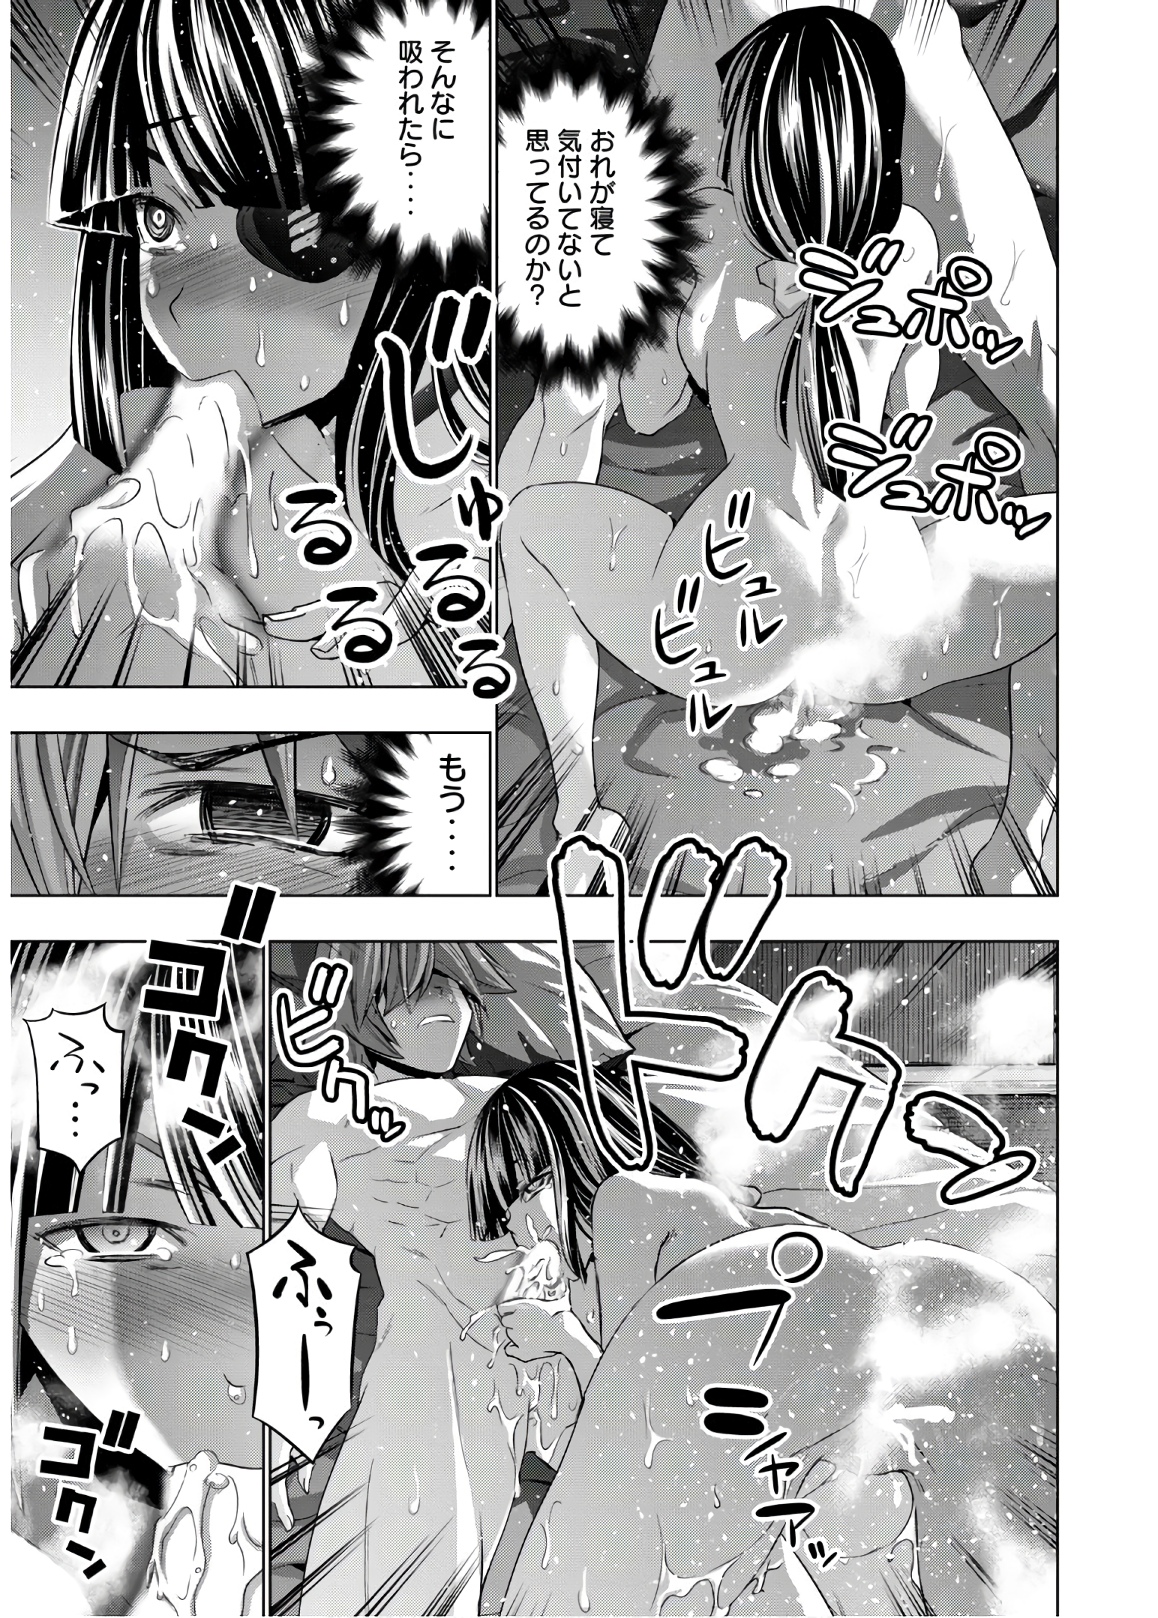 おれが寝て
気付いてないと
思ってるのか?
ジュポッ
ジュポッ
ビュル
ビュル
そんなに
吸われたら‥‥
じゅるる
るる
もう‥‥
ドドクン
ビクッ
プシャァッ
ふぅーっ
ゴクン
ふっ‥‥
ゴクン